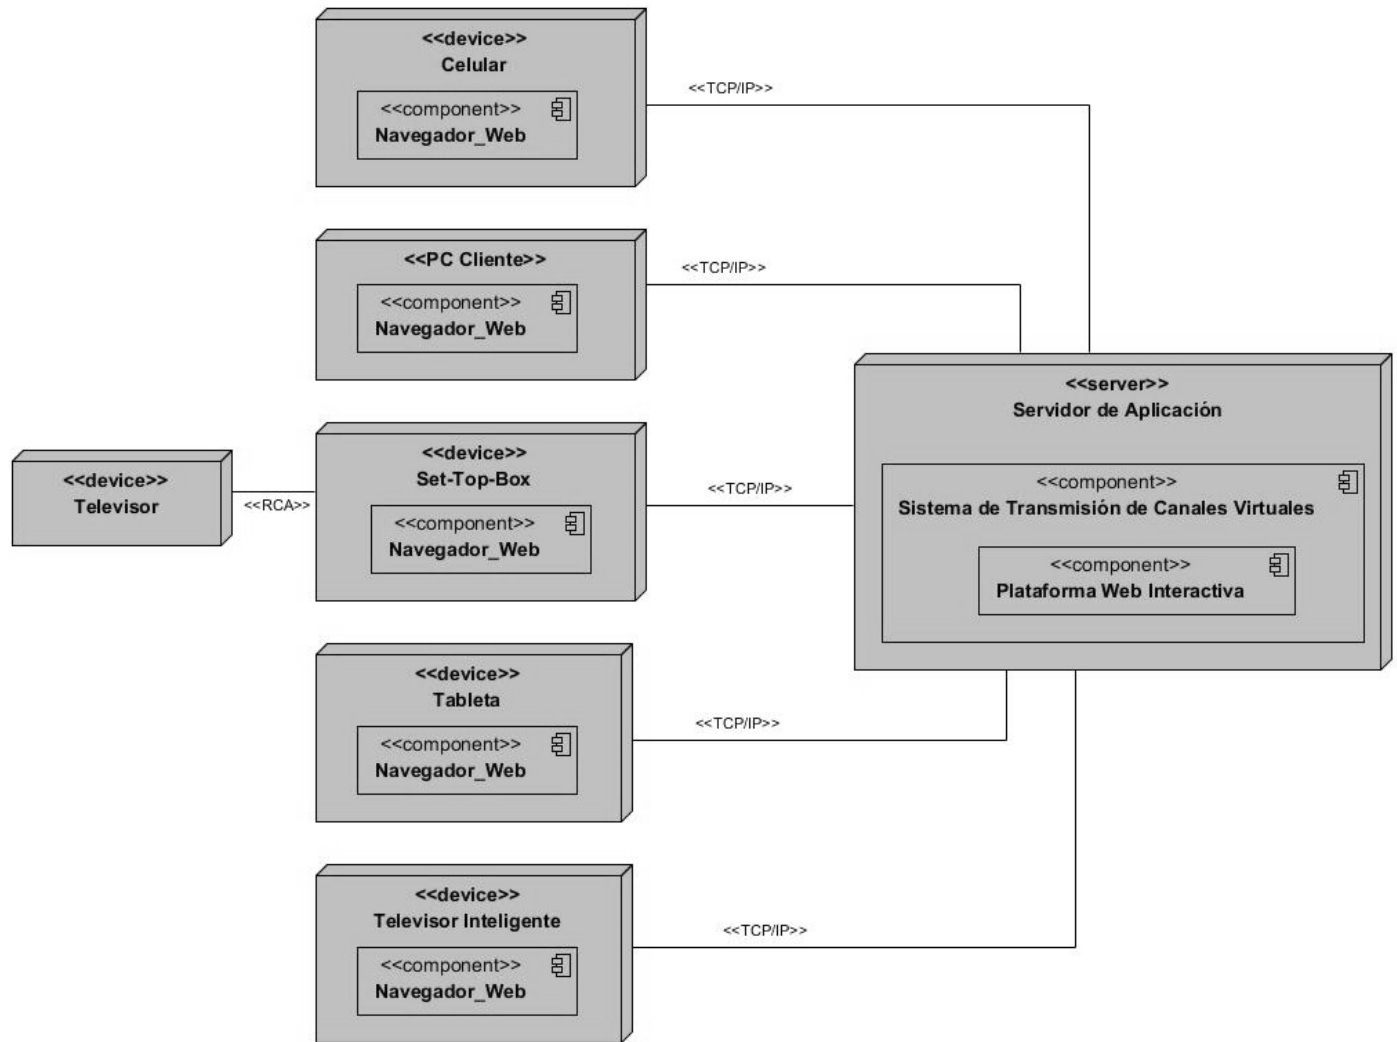 <<device>>
Celular
<<component>>
Navegador_Web
<<TCP/IP>>
<<PC Cliente>>
<<component>>
Navegador_Web
<<TCP/IP>>
<<server>>
Servidor de Aplicación
<<component>>
Sistema de Transmisión de Canales Virtuales
<<component>>
Plataforma Web Interactiva
<<device>>
Televisor
<<RCA>>
<<device>>
Set-Top-Box
<<component>>
Navegador_Web
<<TCP/IP>>
<<device>>
Tableta
<<component>>
Navegador_Web
<<TCP/IP>>
<<device>>
Televisor Inteligente
<<component>>
Navegador_Web
<<TCP/IP>>